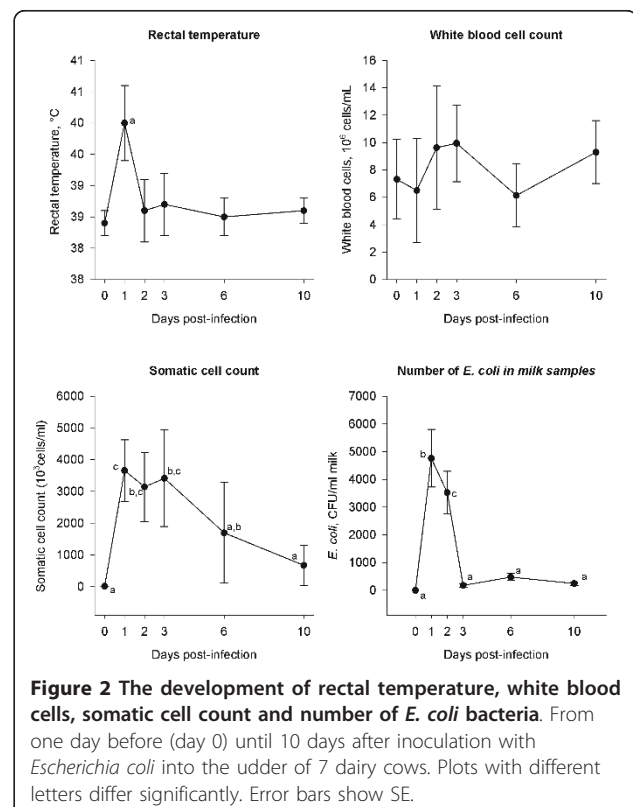 Rectal temperature
41
41
40
40
39
39
38
38
Rectal temperature, °C
a
0 1 2 3 6 10
Days post-infection
White blood cell count
16
14
12
10
8
6
4
2
0
White blood cells, 10⁶ cells/mL
0 1 2 3 6 10
Days post-infection
Somatic cell count
6000
5000
4000
3000
2000
1000
0
Somatic cell count (10³cells/ml)
a
c
b,c
b,c
a,b
a
0 1 2 3 6 10
Days post-infection
Number of E. coli in milk samples
7000
6000
5000
4000
3000
2000
1000
0
E. coli, CFU/ml milk
a
b
c
a
a
a
0 1 2 3 6 10
Days post-infection
Figure 2 The development of rectal temperature, white blood
cells, somatic cell count and number of E. coli bacteria. From
one day before (day 0) until 10 days after inoculation with
Escherichia coli into the udder of 7 dairy cows. Plots with different
letters differ significantly. Error bars show SE.